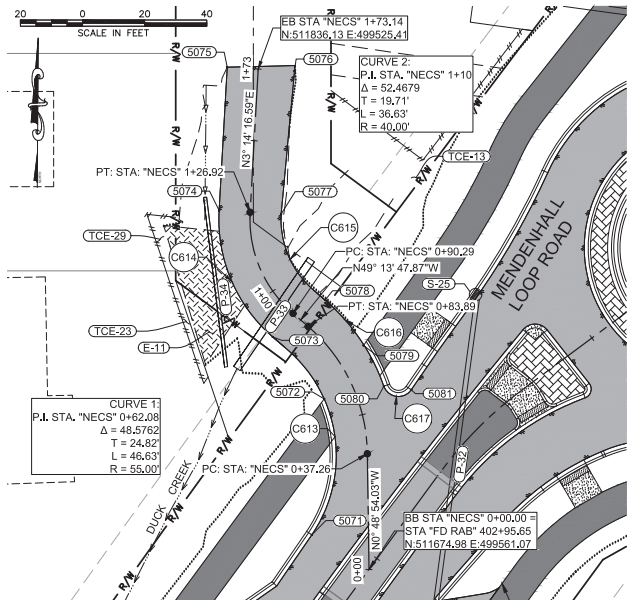 20 0 20 40
SCALE IN FEET
R/W
5075
1+73
EB STA "NECS" 1+73.14
N:511836.13 E:499525.41
5076
CURVE 2:
P.I. STA. "NECS" 1+10
Δ = 52.4679
T = 19.71'
L = 36.63'
R = 40.00'
R/W
R/W
R/W
N3° 14' 16.59"E
TCE-13
R/W
PT: STA: "NECS" 1+26.92
5074
5077
R/W
C615
TCE-29
C614
PC: STA: "NECS" 0+90.29
N49° 13' 47.87"W
MENDENHALL
LOOP ROAD
S-25
P-34
1+00
P-33
5078
PT: STA: "NECS" 0+83.89
R/W
R/W
C616
TCE-23
E-11
5073
5079
R/W
5072
5080
5081
C617
CURVE 1:
P.I. STA. "NECS" 0+62.08
Δ = 48.5762
T = 24.82'
L = 46.63'
R = 55.00'
R/W
C613
PC: STA: "NECS" 0+37.26
P-32
DUCK CREEK
R/W
N0° 48' 54.03"W
5071
BB STA "NECS" 0+00.00 =
STA "FD RAB" 402+95.65
N:511674.98 E:499561.07
R/W
0+00
R/W